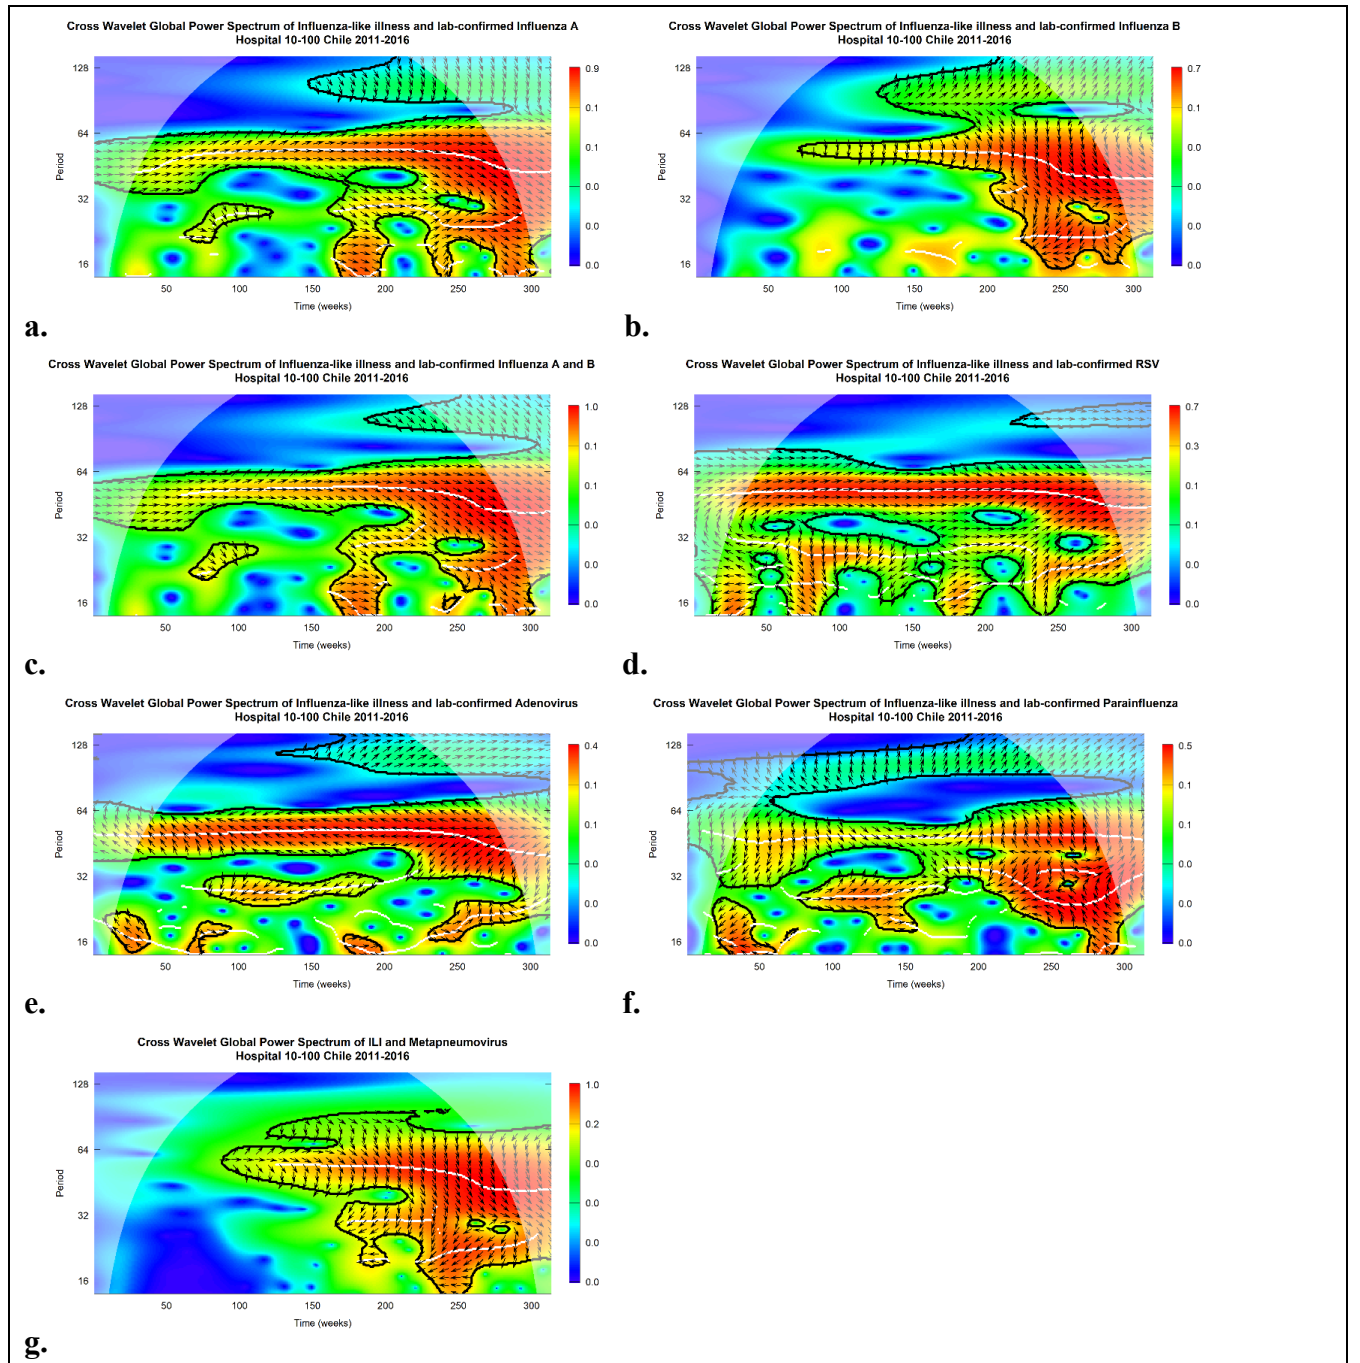 Cross Wavelet Global Power Spectrum of Influenza-like illness and lab-confirmed Influenza A
Hospital 10-100 Chile 2011-2016
128
64
32
16
Period
50 100 150 200 250 300
Time (weeks)
0.9
0.1
0.0
0.0
0.0
0.0
a.
Cross Wavelet Global Power Spectrum of Influenza-like illness and lab-confirmed Influenza B
Hospital 10-100 Chile 2011-2016
128
64
32
16
Period
50 100 150 200 250 300
Time (weeks)
0.7
0.1
0.0
0.0
0.0
0.0
b.
Cross Wavelet Global Power Spectrum of Influenza-like illness and lab-confirmed Influenza A and B
Hospital 10-100 Chile 2011-2016
128
64
32
16
Period
50 100 150 200 250 300
Time (weeks)
1.0
0.1
0.1
0.0
0.0
0.0
c.
Cross Wavelet Global Power Spectrum of Influenza-like illness and lab-confirmed RSV
Hospital 10-100 Chile 2011-2016
128
64
32
16
Period
50 100 150 200 250 300
Time (weeks)
0.7
0.3
0.1
0.1
0.0
0.0
d.
Cross Wavelet Global Power Spectrum of Influenza-like illness and lab-confirmed Adenovirus
Hospital 10-100 Chile 2011-2016
128
64
32
16
Period
50 100 150 200 250 300
Time (weeks)
0.4
0.1
0.1
0.0
0.0
0.0
e.
Cross Wavelet Global Power Spectrum of Influenza-like illness and lab-confirmed Parainfluenza
Hospital 10-100 Chile 2011-2016
128
64
32
16
Period
50 100 150 200 250 300
Time (weeks)
0.5
0.1
0.1
0.0
0.0
0.0
f.
Cross Wavelet Global Power Spectrum of ILI and Metapneumovirus
Hospital 10-100 Chile 2011-2016
128
64
32
16
Period
50 100 150 200 250 300
Time (weeks)
1.0
0.2
0.0
0.0
0.0
0.0
g.